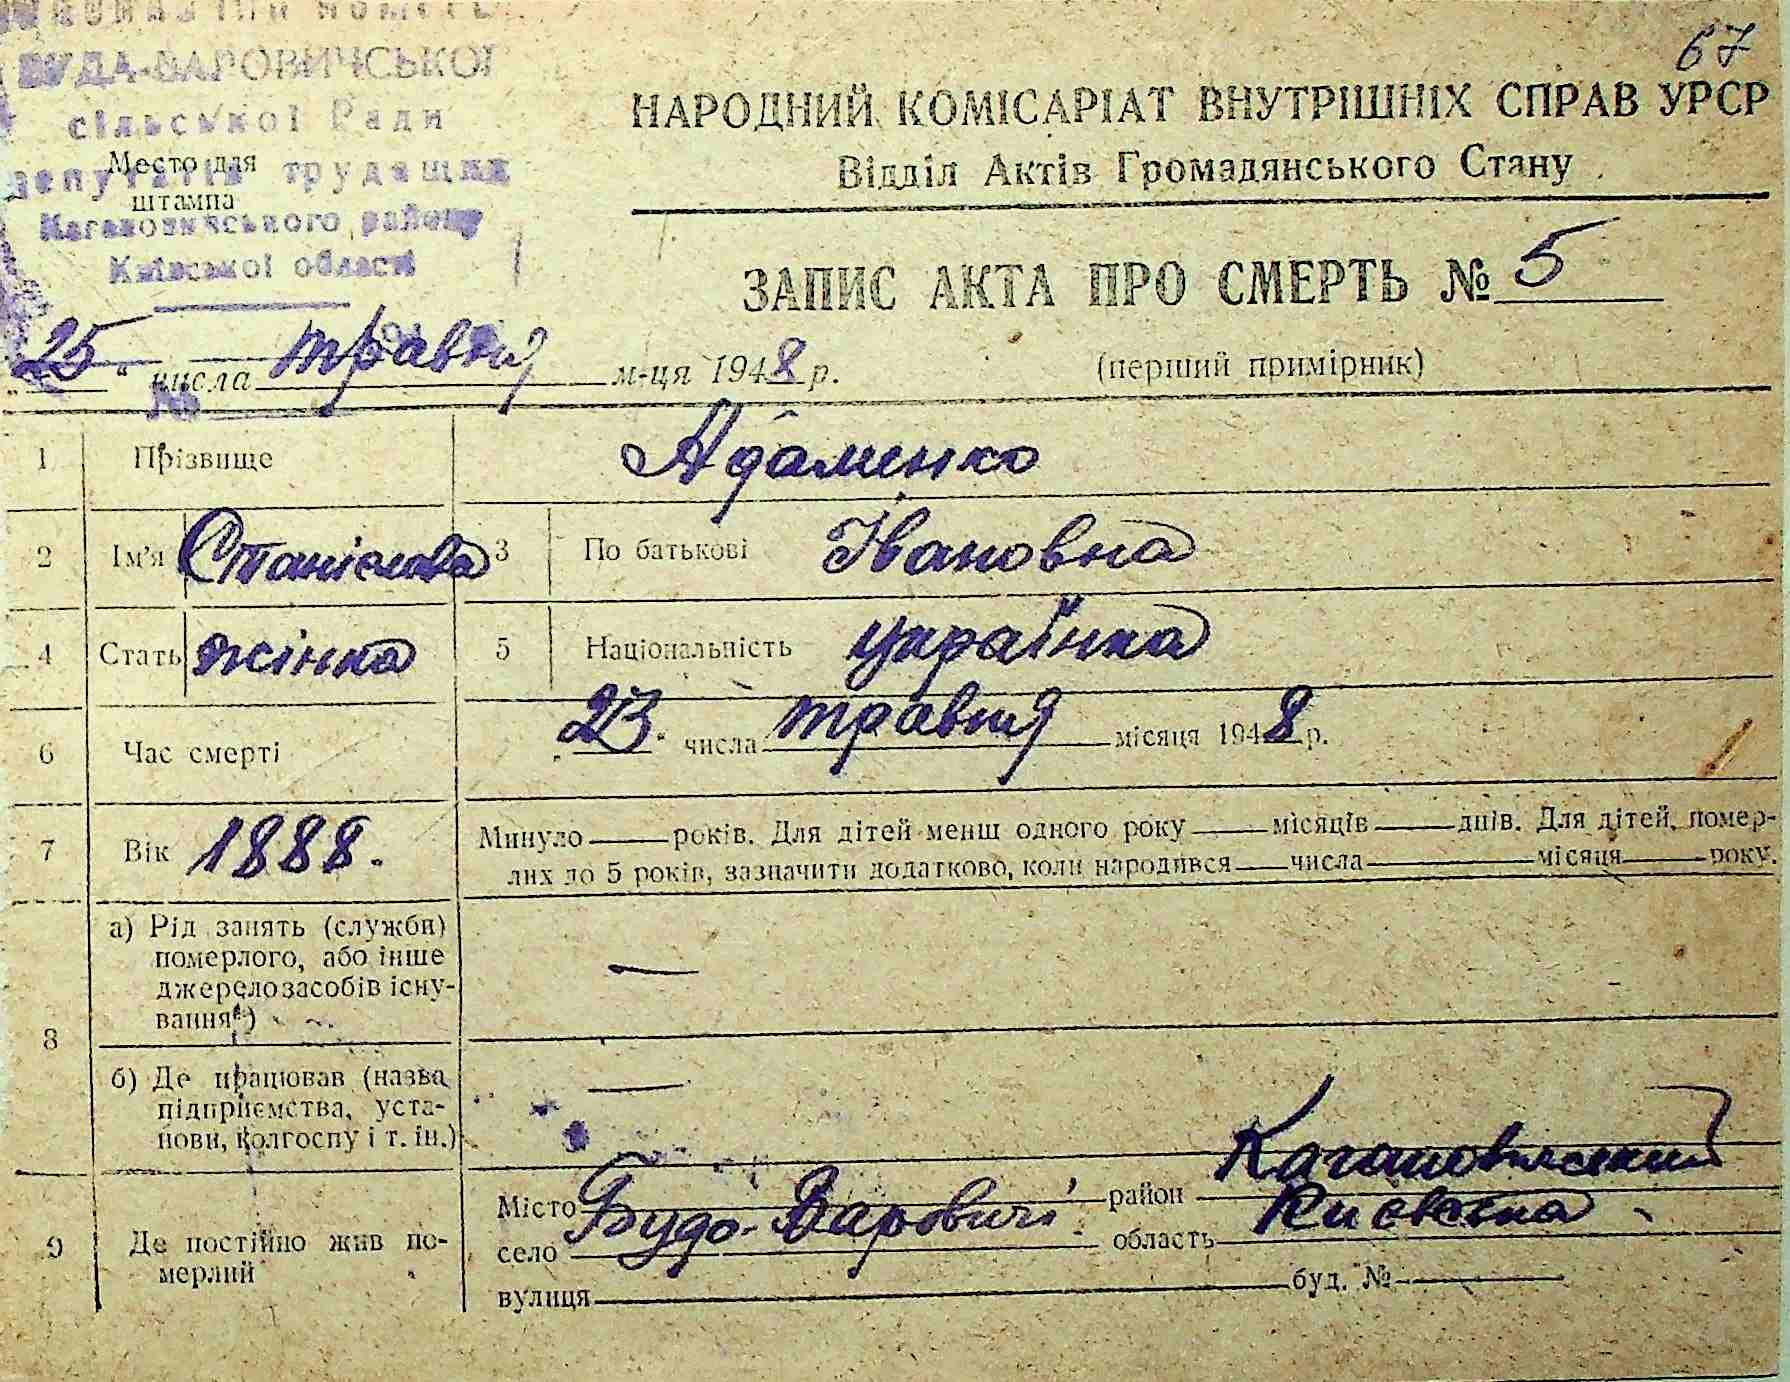 67
БУДА-ВАРОВИЧСЬКОЇ
сільської Ради
депутатів трудящих
Кагановичського району
Київської області
Место для
штампа
НАРОДНИЙ КОМІСАРІАТ ВНУТРІШНІХ СПРАВ УРСР
Відділ Актів Громадянського Стану
ЗАПИС АКТА ПРО СМЕРТЬ № 5
„25“ числа травня м-ця 1948 р.
(перший примірник)
1 Прізвище Адаменко
2 Ім'я Станіслава 3 По батькові Івановна
4 Стать жінка 5 Національність українка
6 Час смерті 23 числа травня місяця 1948 р.
7 Вік 1888.
Минуло — років. Для дітей менш одного року — місяців — днів. Для дітей, помер-
лих до 5 років, зазначити додатково, коли народився — числа — місяця — року.
8
а) Рід занять (служби)
померлого, або інше
джерело засобів існу-
вання*) —
б) Де працював (назва
підприємства, уста-
нови, колгоспу і т. ін.) —
9 Де постійно жив по-
мерлий
Місто
село Будо-Варовичі
район Кагановичский
область Киевска
вулиця — буд. № —